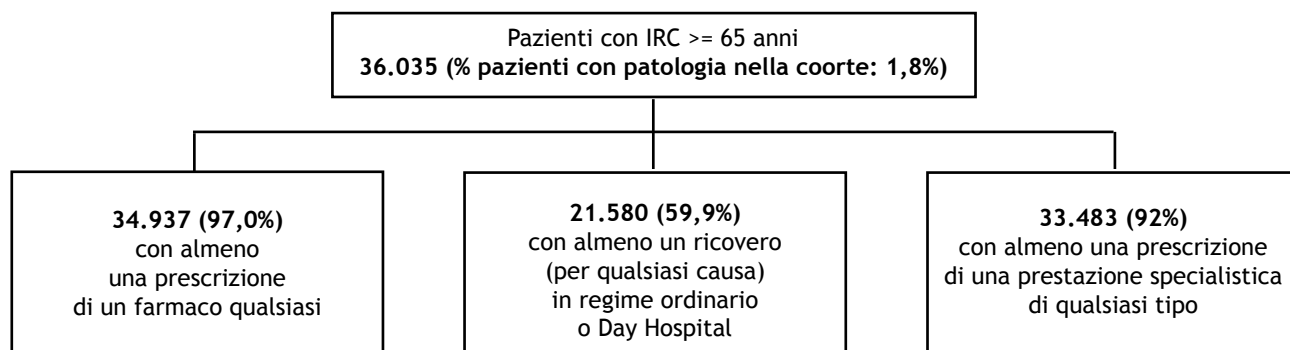 Pazienti con IRC >= 65 anni
36.035 (% pazienti con patologia nella coorte: 1,8%)
34.937 (97,0%)
con almeno
una prescrizione
di un farmaco qualsiasi
21.580 (59,9%)
con almeno un ricovero
(per qualsiasi causa)
in regime ordinario
o Day Hospital
33.483 (92%)
con almeno una prescrizione
di una prestazione specialistica
di qualsiasi tipo